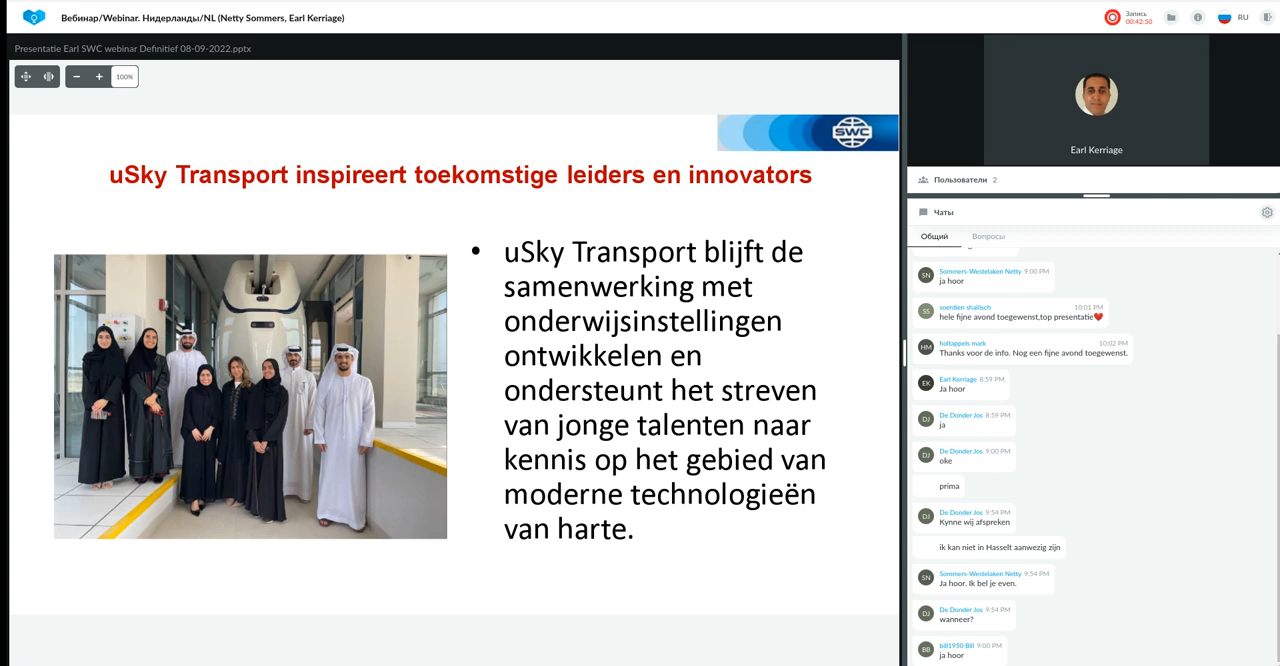 Вебинар/Webinar. Нидерланды/NL (Netty Sommers, Earl Kerriage)
Запись
00:42:50
RU
Presentatie Earl SWC webinar Definitief 08-09-2022.pptx
100%
SWC
uSky Transport inspireert toekomstige leiders en innovators
• uSky Transport blijft de
samenwerking met
onderwijsinstellingen
ontwikkelen en
ondersteunt het streven
van jonge talenten naar
kennis op het gebied van
moderne technologieën
van harte.
Earl Kerriage
Пользователи 2
Чаты
Общий Вопросы
SN
Sommers-Westelaken Netty 9:00 PM
ja hoor
SS
soerdien shailisch 10:01 PM
hele fijne avond toegewenst,top presentatie❤️
HM
holtappels mark 10:02 PM
Thanks voor de info. Nog een fijne avond toegewenst.
EK
Earl Kerriage 8:59 PM
Ja hoor
DJ
De Donder Jos 8:59 PM
ja
DJ
De Donder Jos 9:00 PM
oke
prima
DJ
De Donder Jos 9:54 PM
Kynne wij afspreken
ik kan niet in Hasselt aanwezig zijn
SN
Sommers-Westelaken Netty 9:54 PM
Ja hoor. Ik bel je even.
DJ
De Donder Jos 9:54 PM
wanneer?
BB
bill1950 Bill 9:00 PM
ja hoor